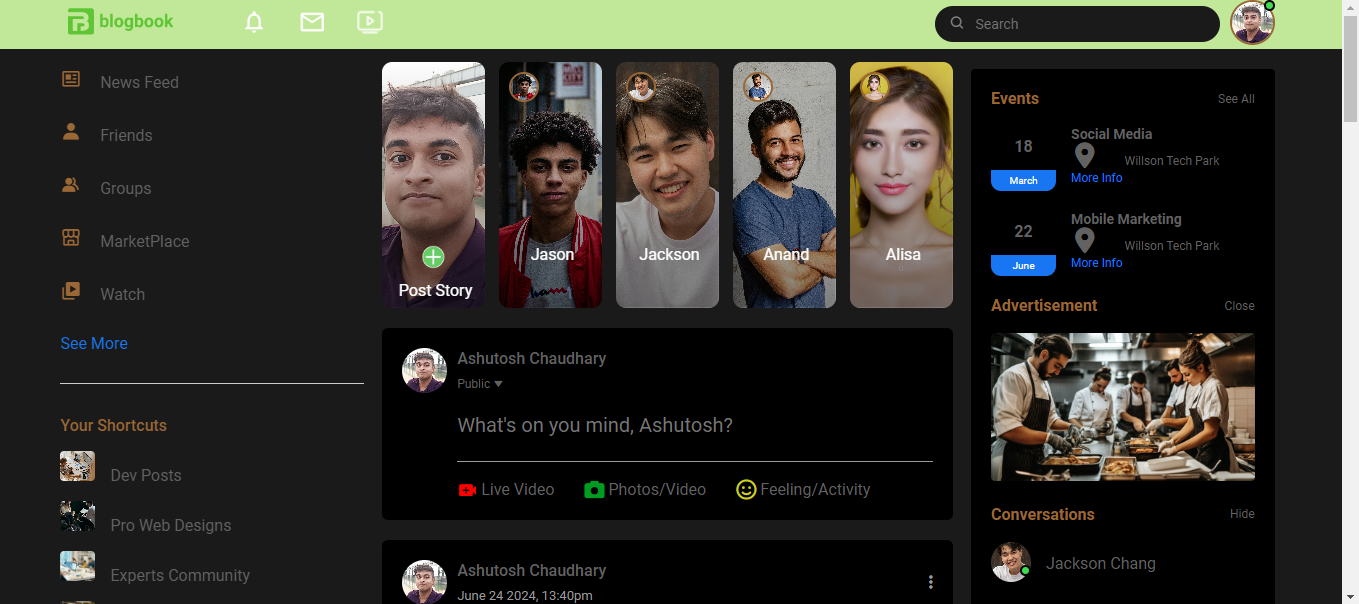 blogbook
Search
News Feed
Friends
Groups
MarketPlace
Watch
See More
Your Shortcuts
Dev Posts
Pro Web Designs
Experts Community
Post Story
Jason
Jackson
Anand
Alisa
Ashutosh Chaudhary
Public
What's on you mind, Ashutosh?
Live Video
Photos/Video
Feeling/Activity
Ashutosh Chaudhary
June 24 2024, 13:40pm
Events
See All
18
March
Social Media
Willson Tech Park
More Info
22
June
Mobile Marketing
Willson Tech Park
More Info
Advertisement
Close
Conversations
Hide
Jackson Chang